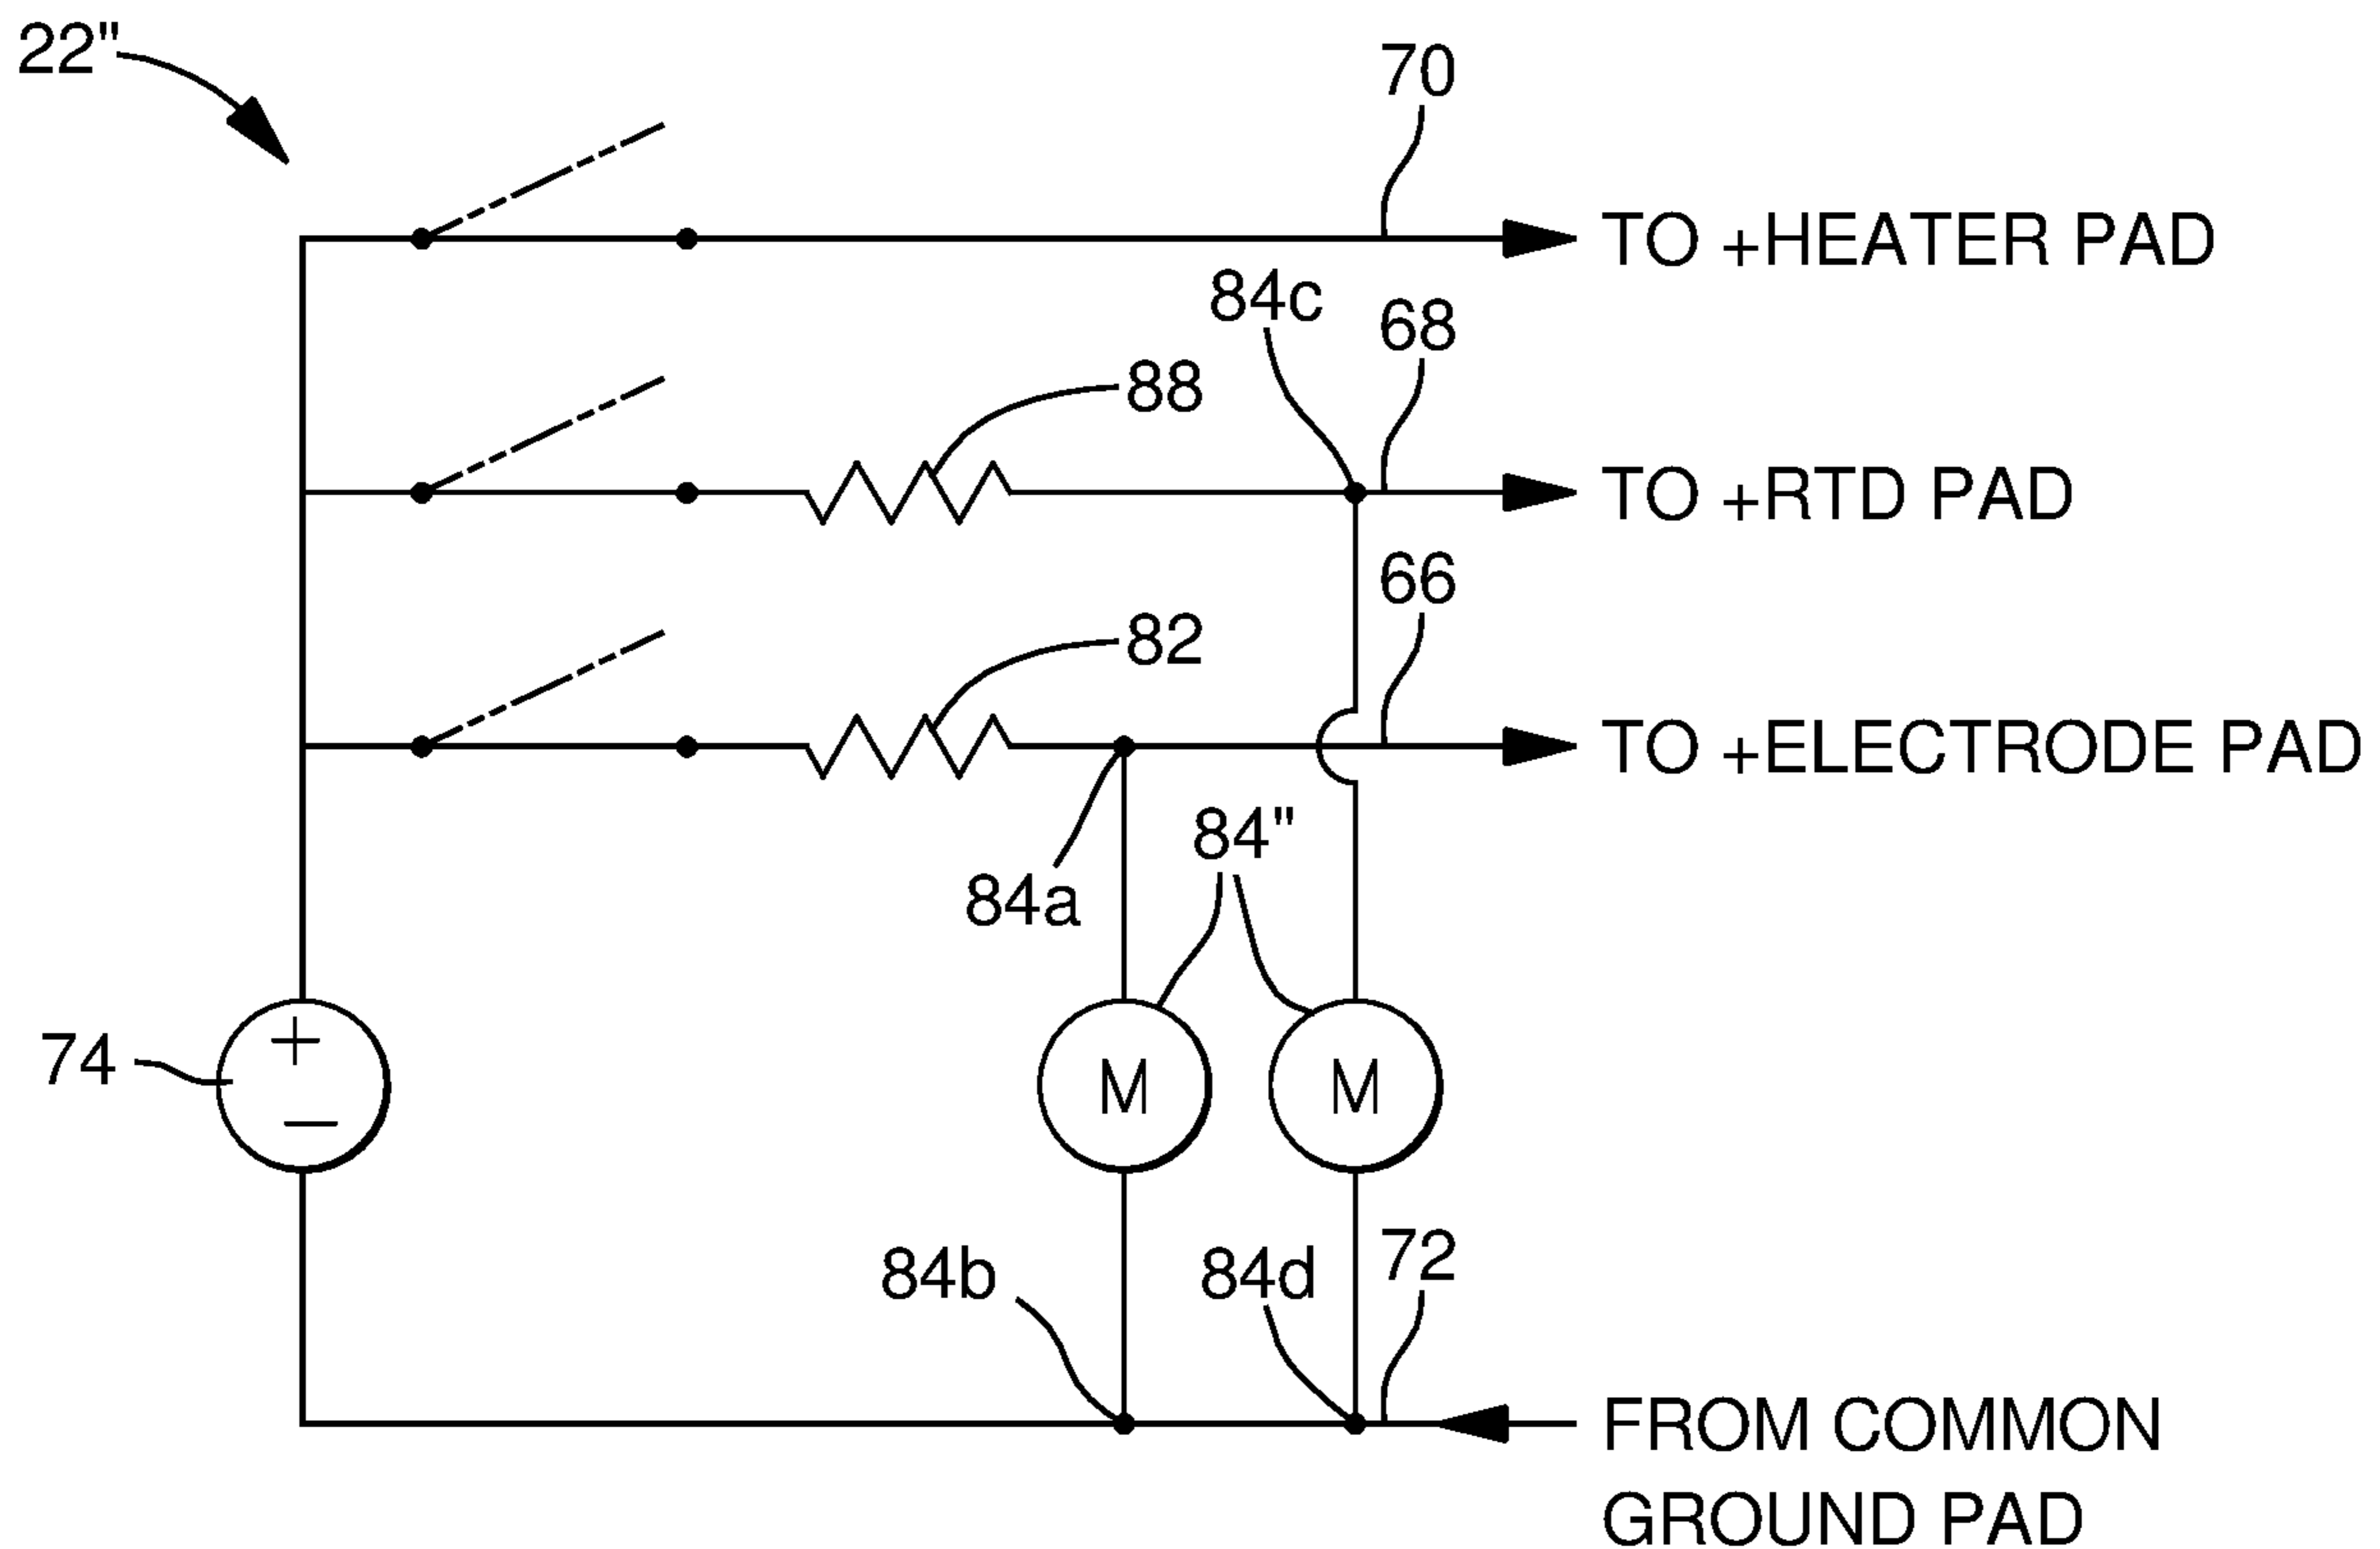 22"
70
TO +HEATER PAD
84c
68
88
TO +RTD PAD
66
82
TO +ELECTRODE PAD
84"
84a
74
+
M
M
—
84b
84d
72
FROM COMMON
GROUND PAD